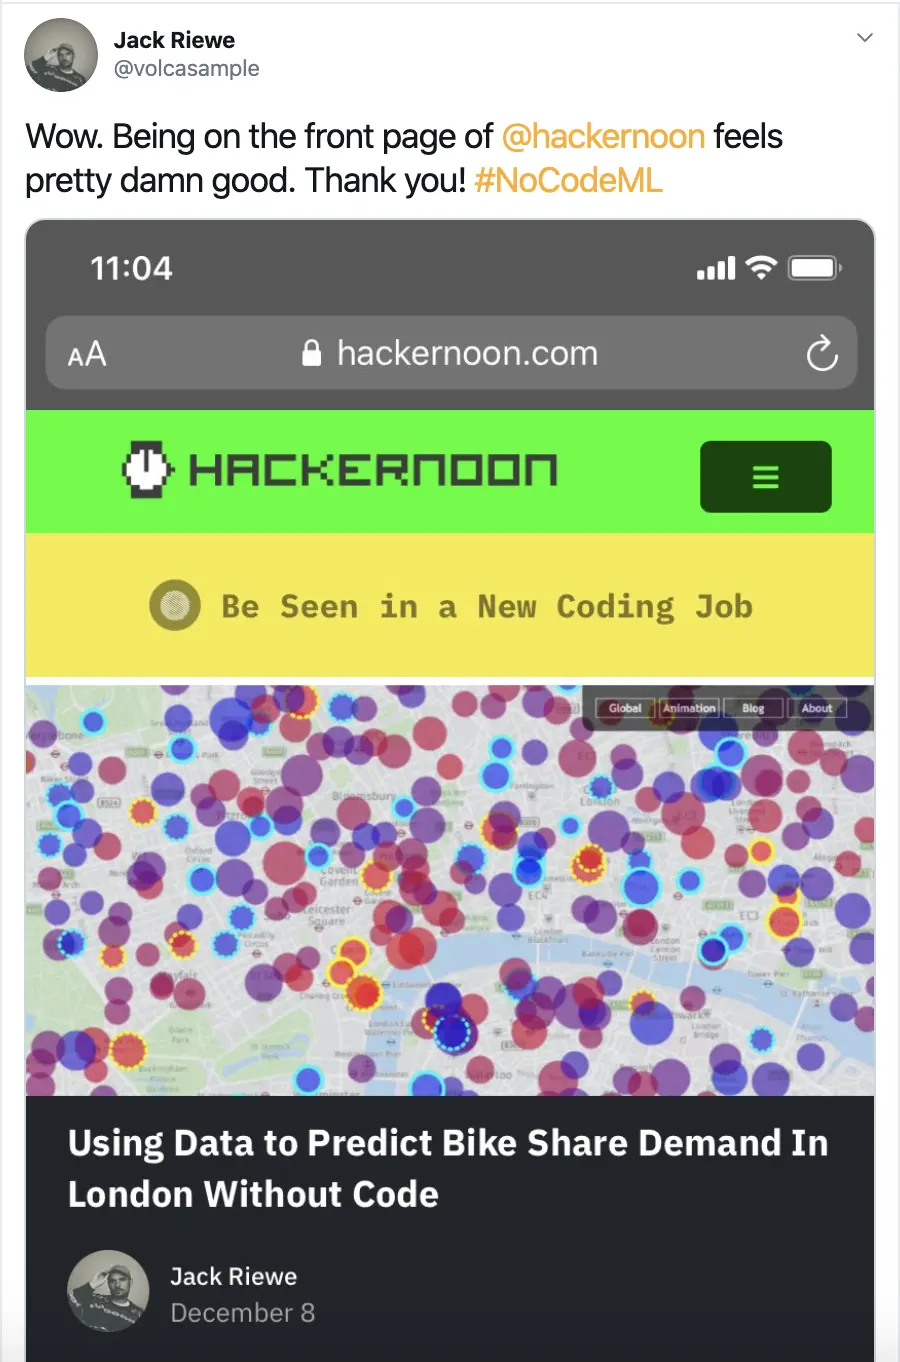 Jack Riewe
@volcasample
Wow. Being on the front page of @hackernoon feels
pretty damn good. Thank you! #NoCodeML
11:04
AA hackernoon.com
HACKERNOON
Be Seen in a New Coding Job
Global Animation Blog About
Bloomsbury
Covent
Garden
Leicester
Square
London
EC4
EC3
Using Data to Predict Bike Share Demand In
London Without Code
Jack Riewe
December 8